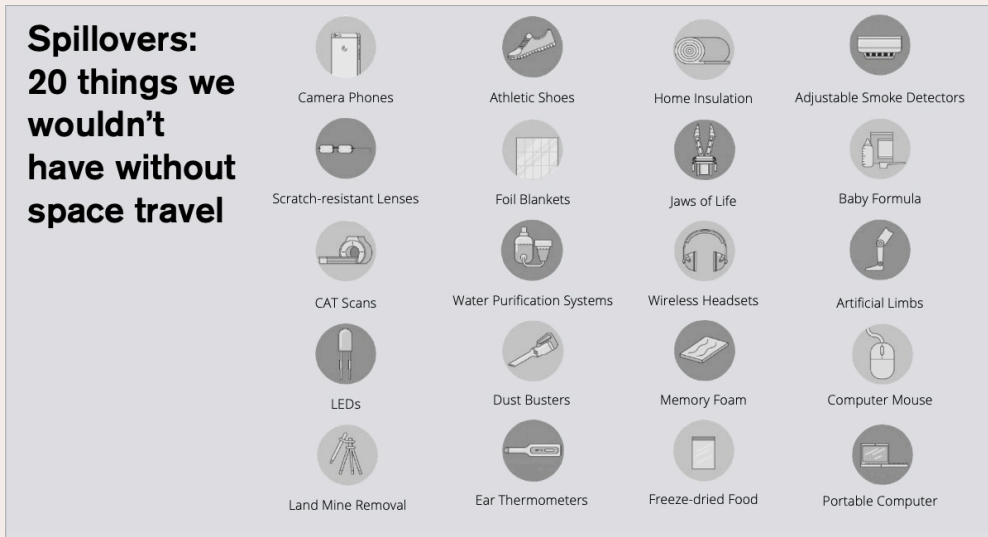 Spillovers:
20 things we
wouldn't
have without
space travel
Camera Phones
Athletic Shoes
Home Insulation
Adjustable Smoke Detectors
Scratch-resistant Lenses
Foil Blankets
Jaws of Life
Baby Formula
CAT Scans
Water Purification Systems
Wireless Headsets
Artificial Limbs
LEDs
Dust Busters
Memory Foam
Computer Mouse
Land Mine Removal
Ear Thermometers
Freeze-dried Food
Portable Computer